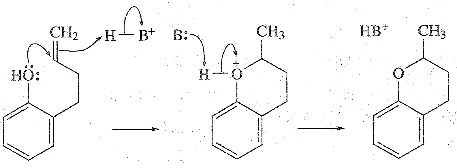 CH₂ H B⁺ B: CH₃ HB⁺ CH₃
HO: H O⁺ O